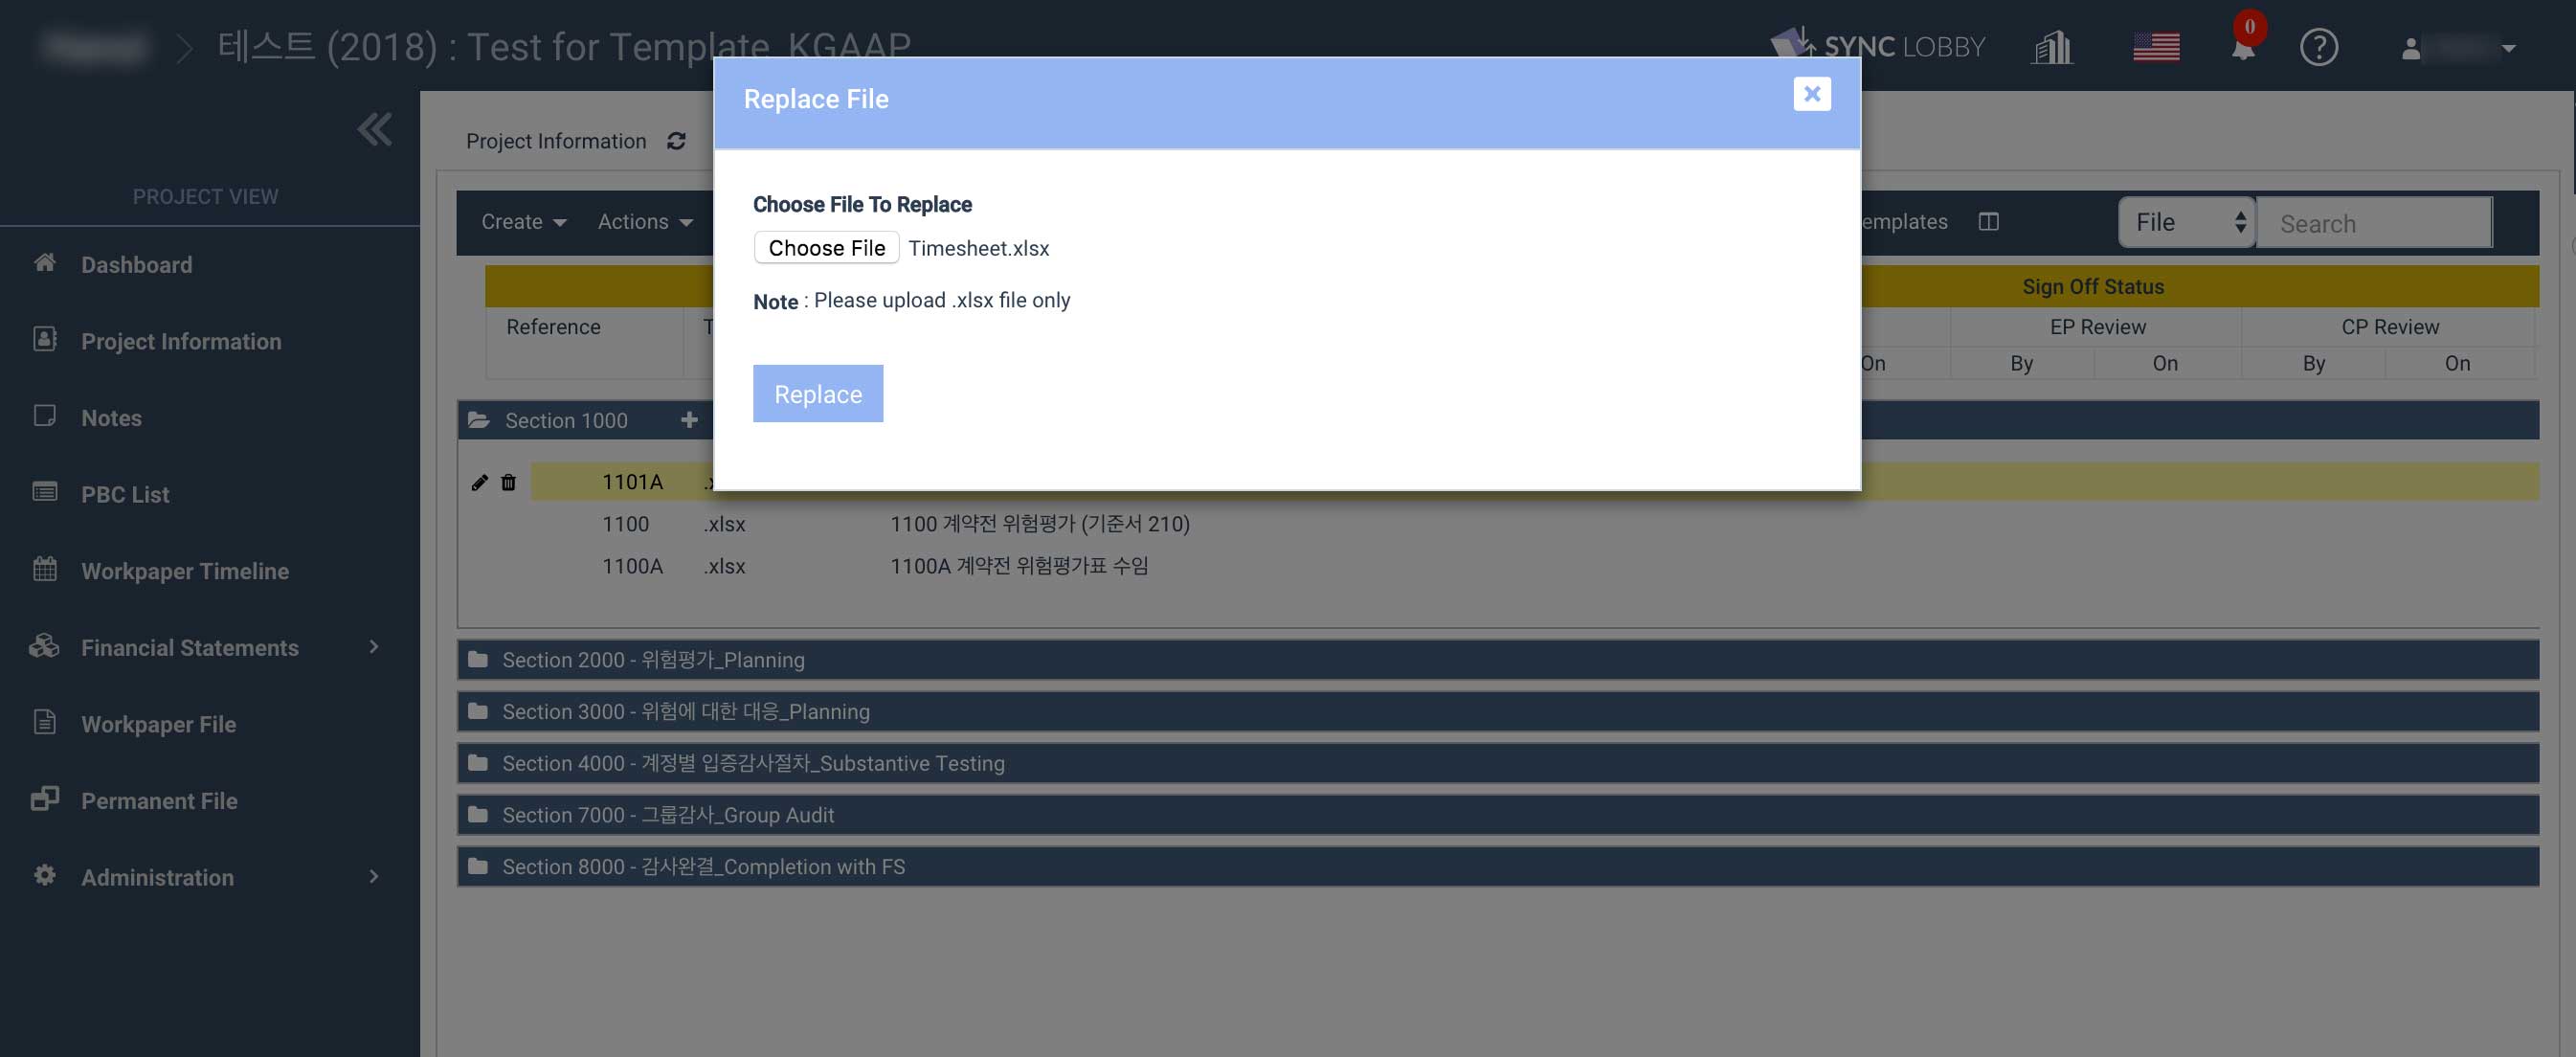 테스트 (2018) : Test for Template_KGAAP
SYNC LOBBY
0
Replace File
Choose File To Replace
Choose File Timesheet.xlsx
Note : Please upload .xlsx file only
Replace
PROJECT VIEW
Dashboard
Project Information
Notes
PBC List
Workpaper Timeline
Financial Statements
Workpaper File
Permanent File
Administration
Project Information
Create Actions emplates File Search
Sign Off Status
Reference T EP Review CP Review
On By On By On
Section 1000
1101A .x
1100 .xlsx 1100 계약전 위험평가 (기준서 210)
1100A .xlsx 1100A 계약전 위험평가표 수임
Section 2000 - 위험평가_Planning
Section 3000 - 위험에 대한 대응_Planning
Section 4000 - 계정별 입증감사절차_Substantive Testing
Section 7000 - 그룹감사_Group Audit
Section 8000 - 감사완결_Completion with FS